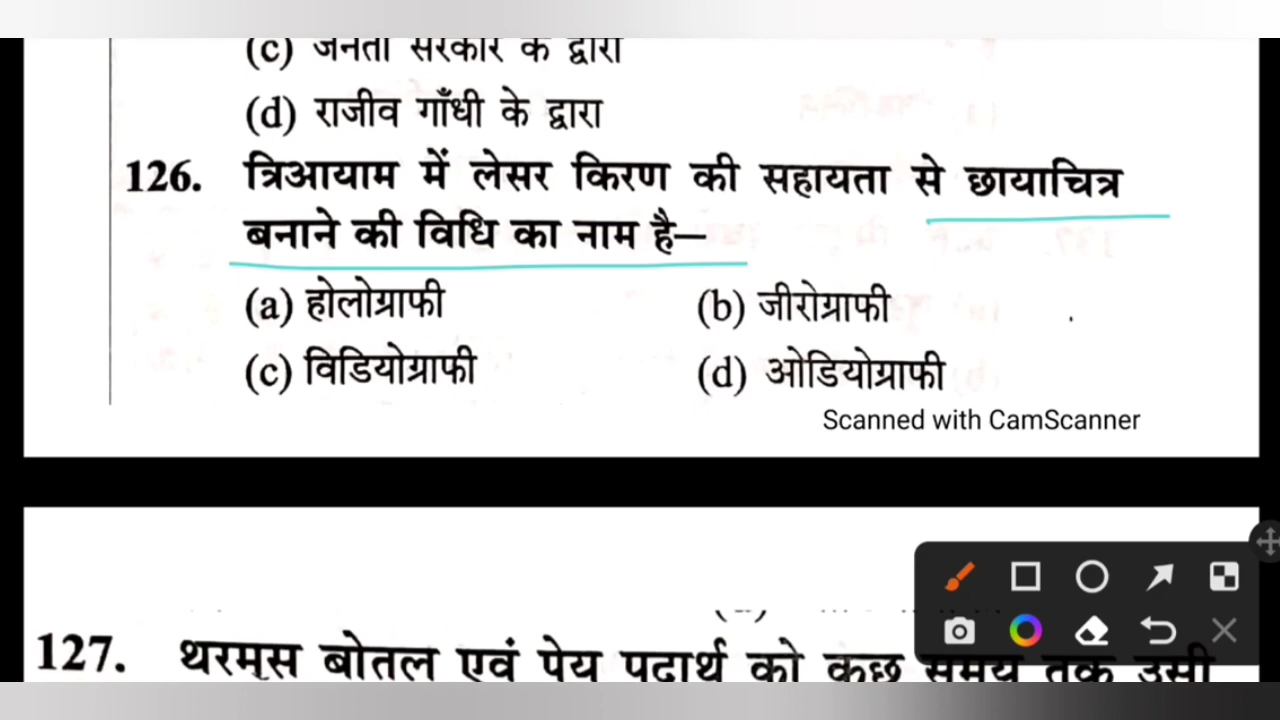 (c) जनता सरकार के द्वारा
(d) राजीव गाँधी के द्वारा
126. त्रिआयाम में लेसर किरण की सहायता से छायाचित्र
बनाने की विधि का नाम है—
(a) होलोग्राफी (b) जीरोग्राफी
(c) विडियोग्राफी (d) ओडियोग्राफी
Scanned with CamScanner
127. थरमस बोतल एवं पेय पदार्थ को कुछ समय तक उसी